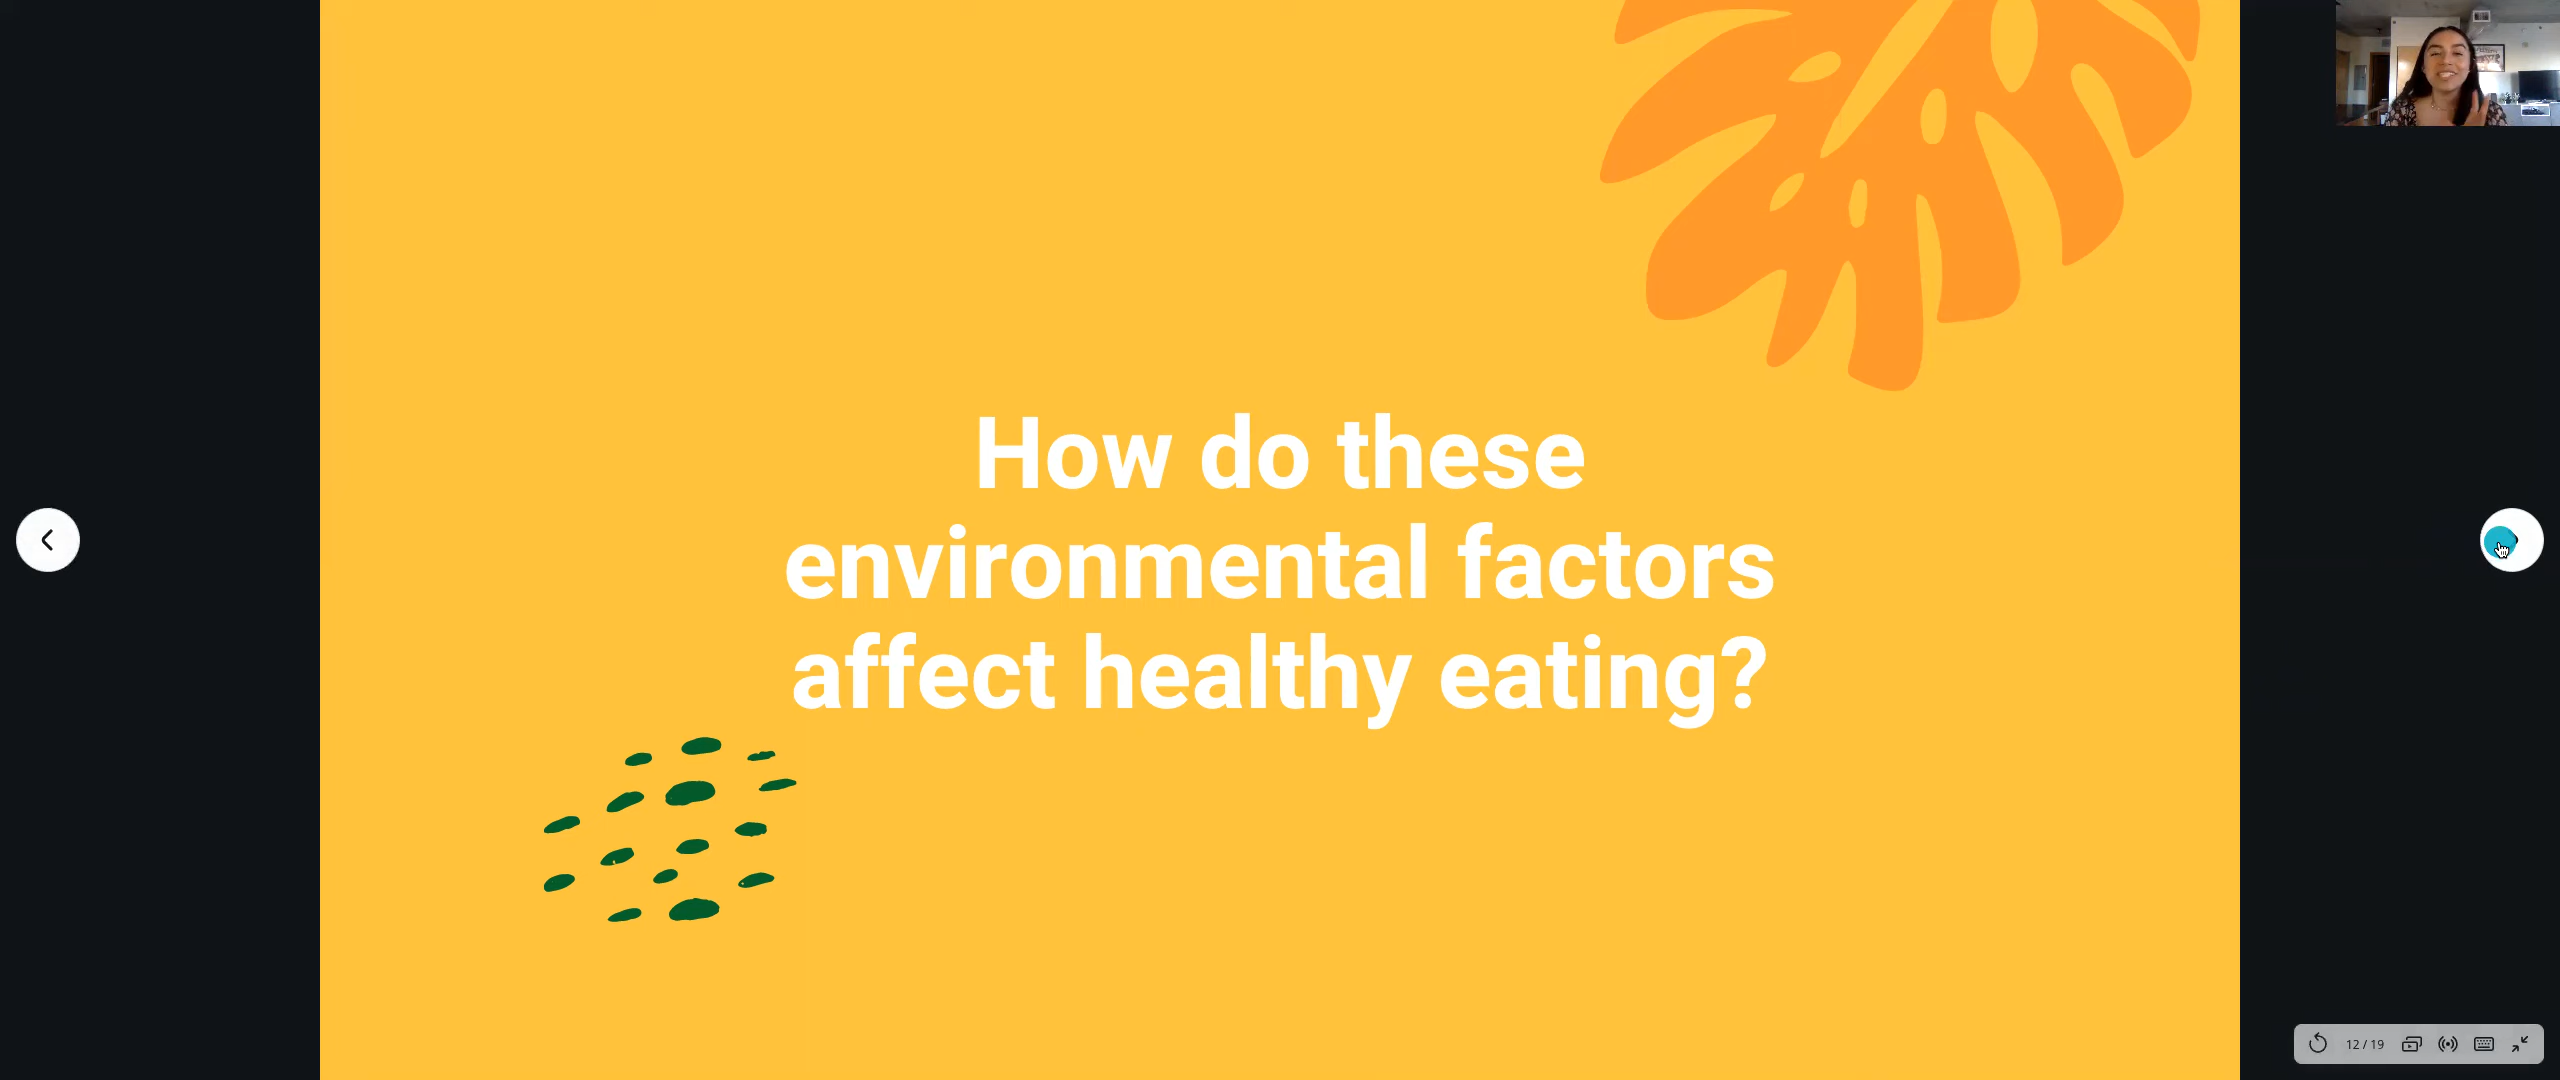 How do these
environmental factors
affect healthy eating?
12 / 19